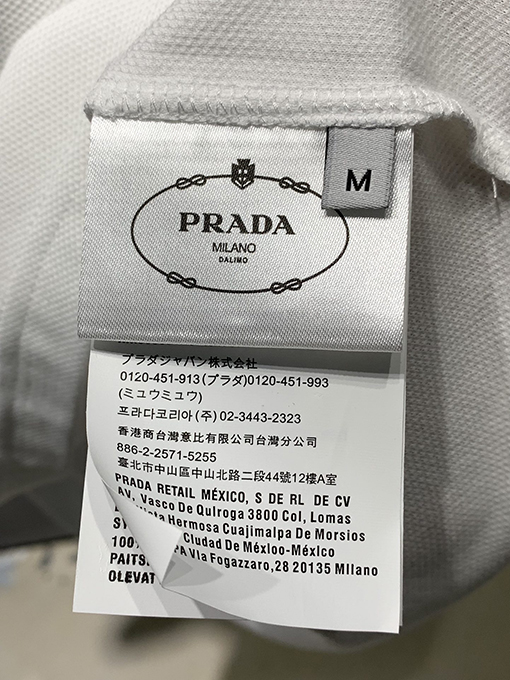 M
PRADA
MILANO
DALIMO
プラダジャパン株式会社
0120-451-913(プラダ)0120-451-993
(ミュウミュウ)
프라다코리아(주) 02-3443-2323
香港商台灣意比有限公司台灣分公司
886-2-2571-5255
臺北市中山區中山北路二段44號12樓A室
PRADA RETAIL MÉXICO, S DE RL DE CV
AV, Vasco De Quiroga 3800 Col, Lomas
Hermosa Cuajimalpa De Morsios
Ciudad De Méxioo-México
VIa Fogazzaro,28 20135 MIlano
OLEVAT